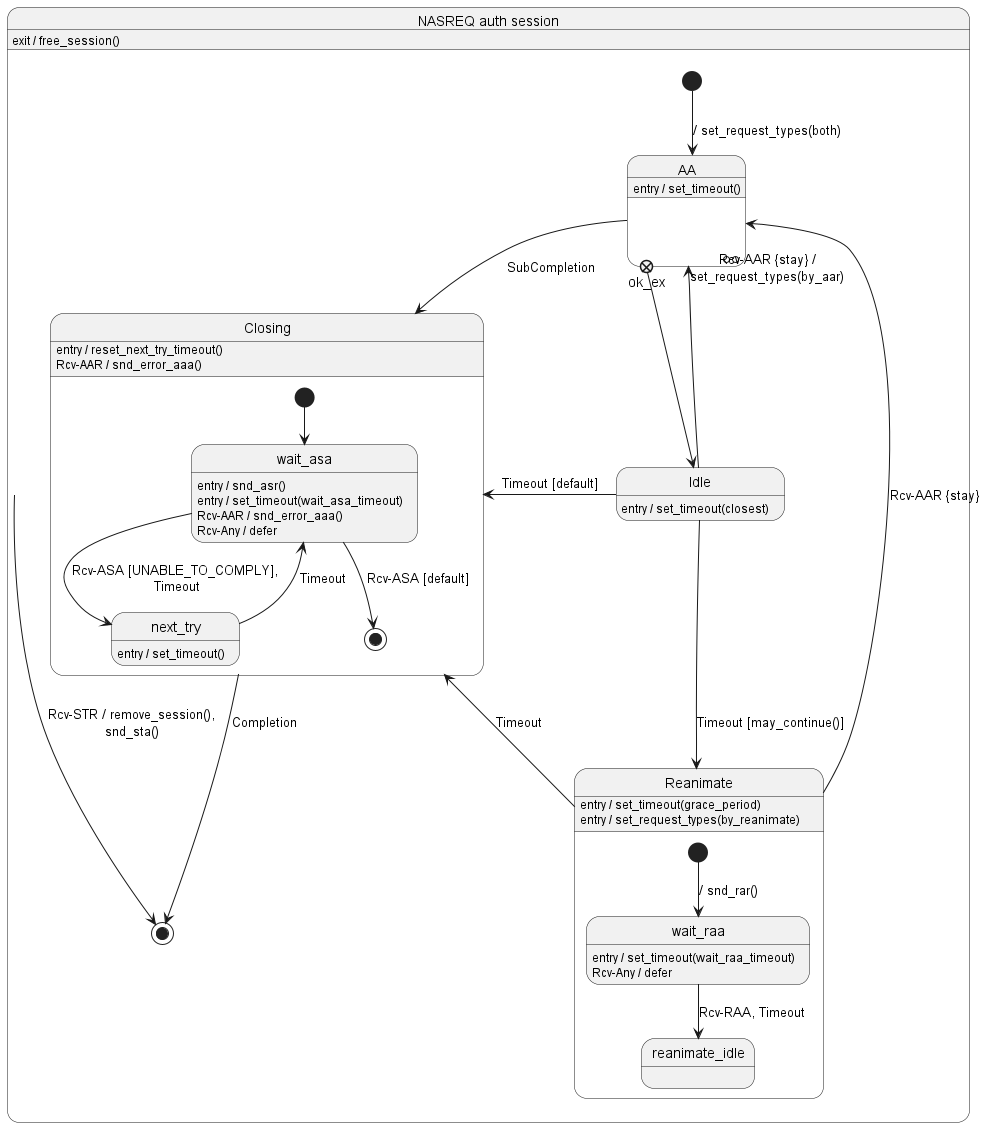 NASREQ auth session
exit / free_session()
/ set_request_types(both)
AA
entry / set_timeout()
SubCompletion
Rcv-AAR {stay} /
set_request_types(by_aar)
ok_ex
Closing
entry / reset_next_try_timeout()
Rcv-AAR / snd_error_aaa()
wait_asa
entry / snd_asr()
entry / set_timeout(wait_asa_timeout)
Rcv-AAR / snd_error_aaa()
Rcv-Any / defer
Timeout [default]
Idle
entry / set_timeout(closest)
Rcv-AAR {stay}
Rcv-ASA [UNABLE_TO_COMPLY],
Timeout
Timeout
Rcv-ASA [default]
next_try
entry / set_timeout()
Rcv-STR / remove_session(),
snd_sta()
Completion
Timeout
Timeout [may_continue()]
Reanimate
entry / set_timeout(grace_period)
entry / set_request_types(by_reanimate)
/ snd_rar()
wait_raa
entry / set_timeout(wait_raa_timeout)
Rcv-Any / defer
Rcv-RAA, Timeout
reanimate_idle